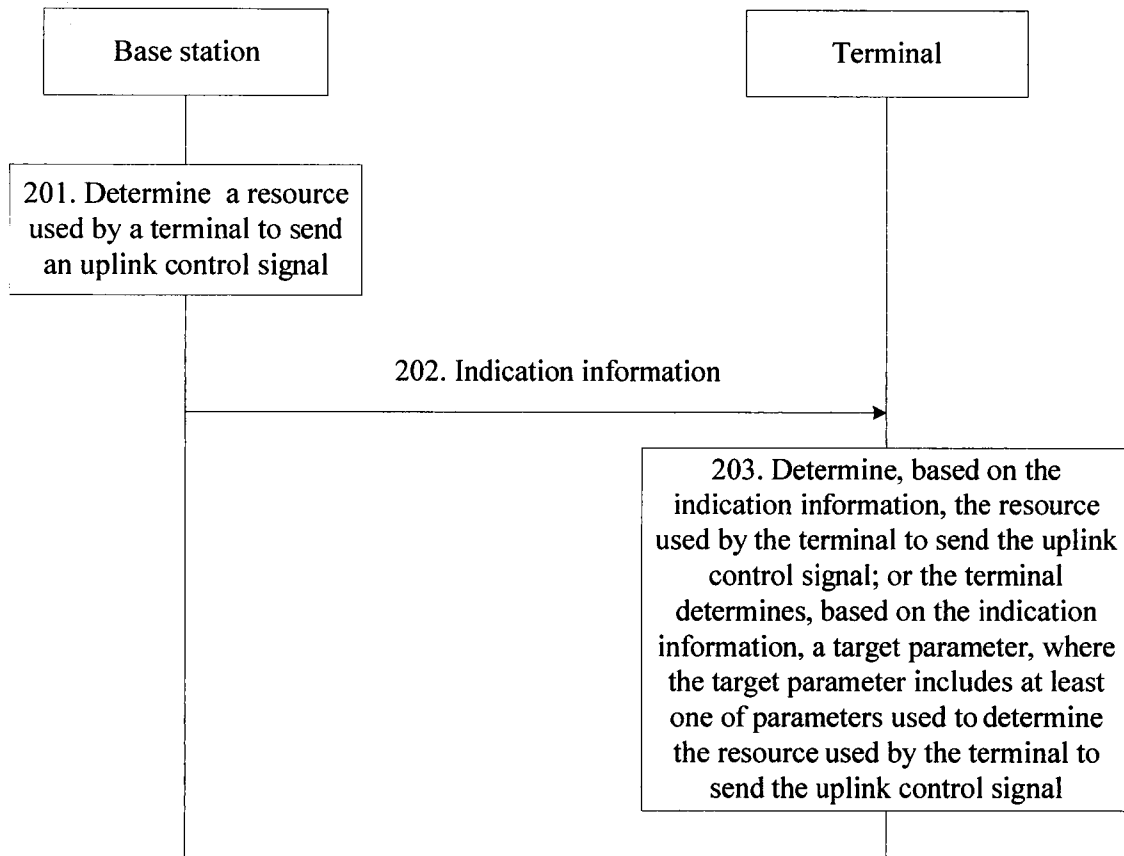 Base station
Terminal
201. Determine a resource
used by a terminal to send
an uplink control signal
202. Indication information
203. Determine, based on the
indication information, the resource
used by the terminal to send the uplink
control signal; or the terminal
determines, based on the indication
information, a target parameter, where
the target parameter includes at least
one of parameters used to determine
the resource used by the terminal to
send the uplink control signal